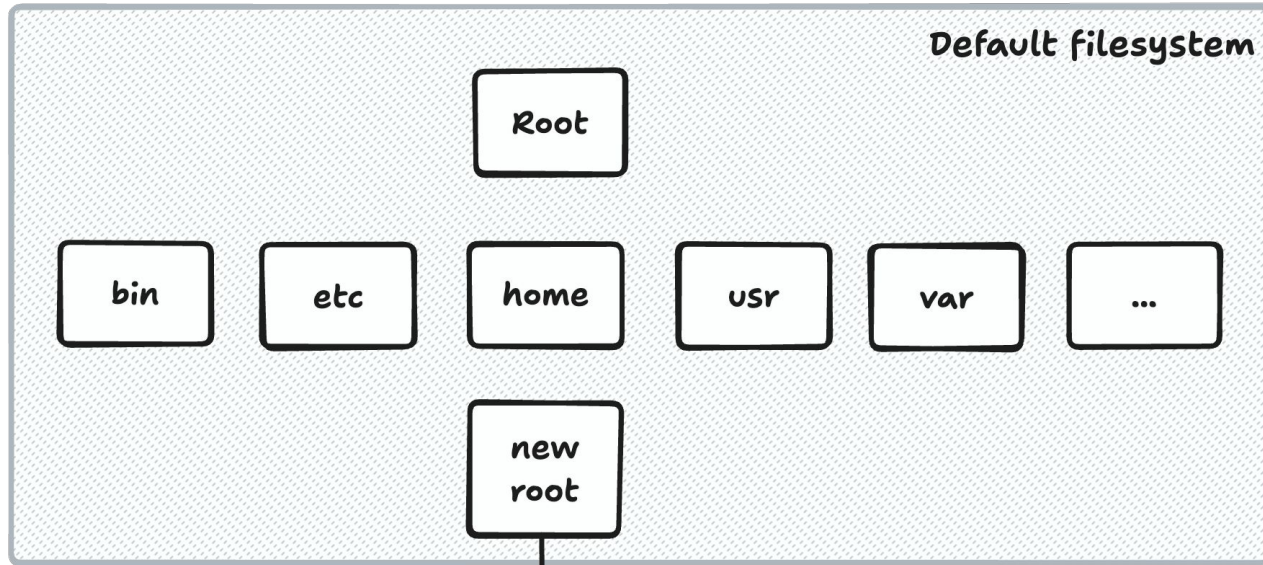 Default filesystem
Root
bin
etc
home
usr
var
...
new
root